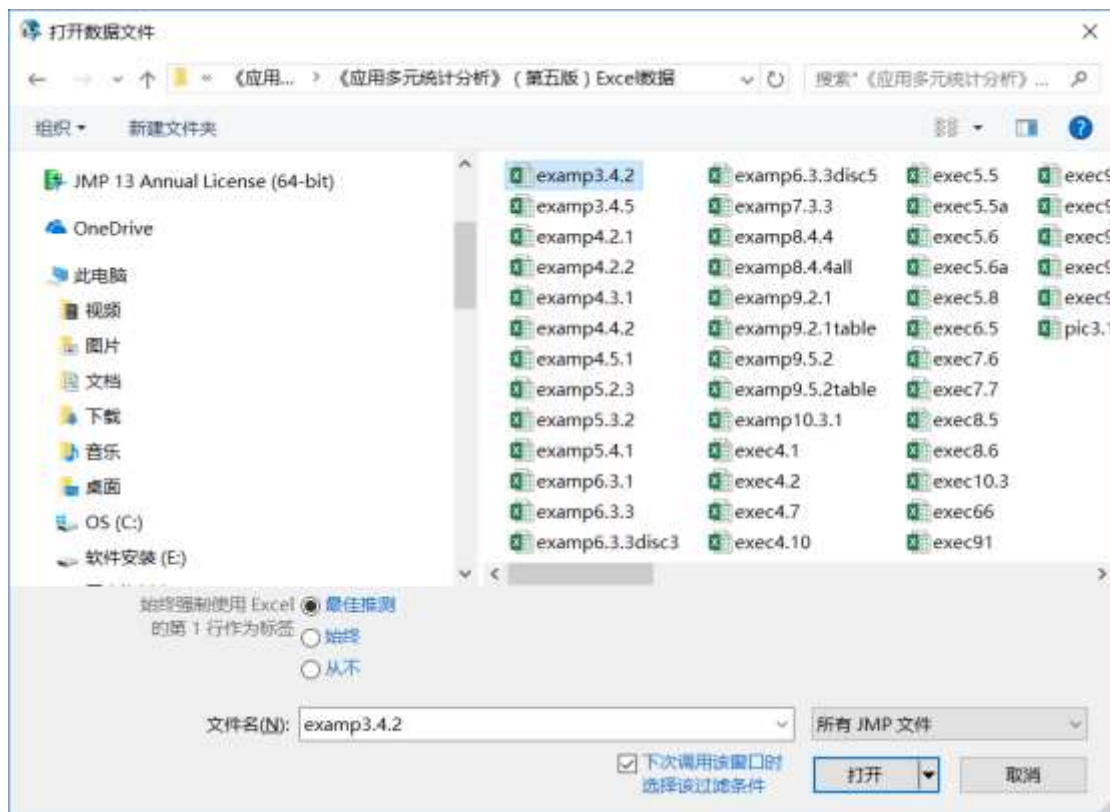 打开数据文件
« 《应用... › 《应用多元统计分析》(第五版)Excel数据
搜索"《应用多元统计分析》...
组织
新建文件夹
JMP 13 Annual License (64-bit)
OneDrive
此电脑
视频
图片
文档
下载
音乐
桌面
OS (C:)
软件安装 (E:)
examp3.4.2
examp3.4.5
examp4.2.1
examp4.2.2
examp4.3.1
examp4.4.2
examp4.5.1
examp5.2.3
examp5.3.2
examp5.4.1
examp6.3.1
examp6.3.3
examp6.3.3disc3
examp6.3.3disc5
examp7.3.3
examp8.4.4
examp8.4.4all
examp9.2.1
examp9.2.1table
examp9.5.2
examp9.5.2table
examp10.3.1
exec4.1
exec4.2
exec4.7
exec4.10
exec5.5
exec5.5a
exec5.6
exec5.6a
exec5.8
exec6.5
exec7.6
exec7.7
exec8.5
exec8.6
exec10.3
exec66
exec91
exec9
exec9
exec9
exec9
exec9
pic3.1
始终强制使用 Excel
的第 1 行作为标签
最佳推测
始终
从不
文件名(N): examp3.4.2
所有 JMP 文件
下次调用该窗口时
选择该过滤条件
打开
取消